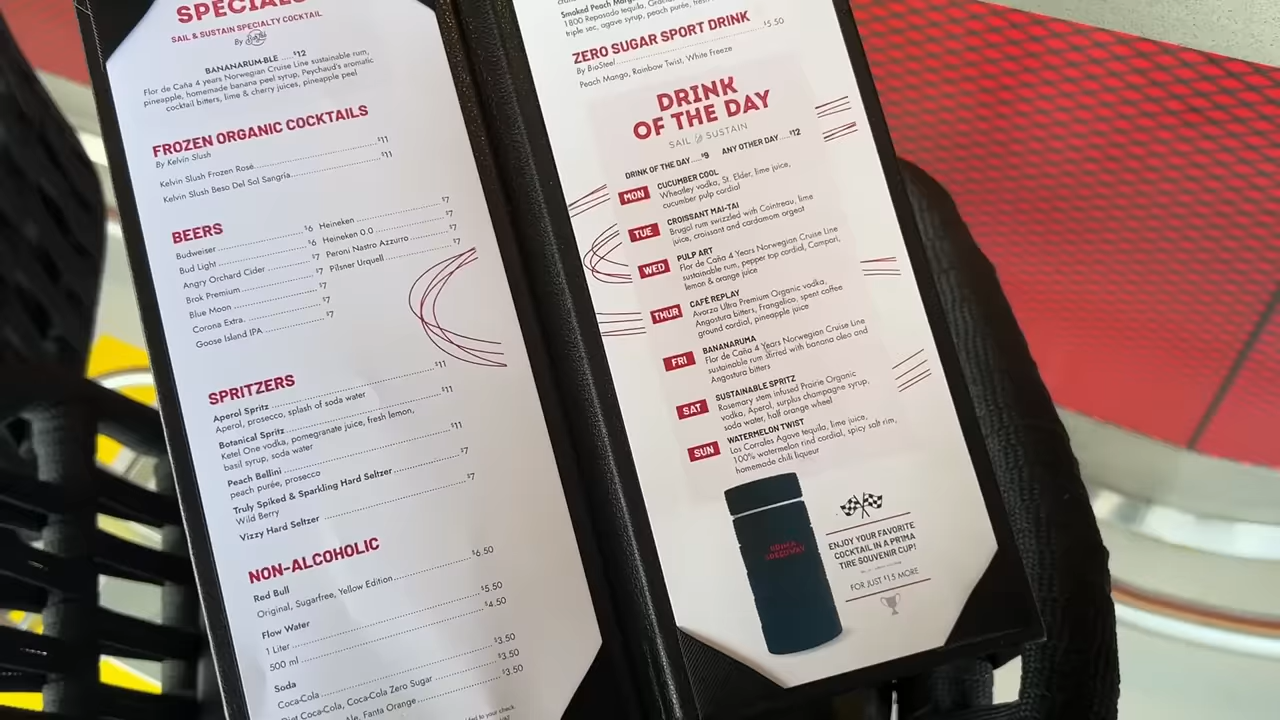 SPECIALS
SAIL & SUSTAIN SPECIALTY COCKTAIL
By
BANANARUM-BLE ....$12
Flor de Caña 4 years Norwegian Cruise Line sustainable rum,
pineapple, homemade banana peel syrup, Peychaud's aromatic
cocktail bitters, lime & cherry juices, pineapple peel
FROZEN ORGANIC COCKTAILS
By Kelvin Slush
Kelvin Slush Frozen Rosé $11
Kelvin Slush Beso Del Sol Sangria $11
BEERS
Budweiser $6
Bud Light $6
Angry Orchard Cider $7
Brok Premium $7
Blue Moon $7
Corona Extra $7
Goose Island IPA $7
Heineken $7
Heineken 0.0 $7
Peroni Nastro Azzurro $7
Pilsner Urquell $7
SPRITZERS
Aperol Spritz $11
Aperol, prosecco, splash of soda water
Botanical Spritz $11
Ketel One vodka, pomegranate juice, fresh lemon,
basil syrup, soda water
Peach Bellini $11
peach purée, prosecco
Truly Spiked & Sparkling Hard Seltzer $7
Wild Berry
Vizzy Hard Seltzer $7
NON-ALCOHOLIC
Red Bull
Original, Sugarfree, Yellow Edition $6.50
Flow Water
1 Liter $5.50
500 ml $4.50
Soda
Coca-Cola $3.50
Diet Coca-Cola, Coca-Cola Zero Sugar $3.50
Ale, Fanta Orange $3.50
Smoked Peach
1800 Reposado tequila,
triple sec, agave syrup, peach purée,
ZERO SUGAR SPORT DRINK
By BioSteel $5.50
Peach Mango, Rainbow Twist, White Freeze
DRINK
OF THE DAY
SAIL & SUSTAIN
DRINK OF THE DAY.....$9 ANY OTHER DAY....$12
MON CUCUMBER COOL
Wheatley vodka, St. Elder, lime juice,
cucumber pulp cordial
TUE CROISSANT MAI-TAI
Brugal rum swizzled with Cointreau, lime
juice, croissant and cardamom orgeat
WED PULP ART
Flor de Caña 4 Years Norwegian Cruise Line
sustainable rum, pepper top cordial, Campari,
lemon & orange juice
THUR CAFÉ REPLAY
Avorza Ultra Premium Organic vodka,
Angostura bitters, Frangelico, spent coffee
ground cordial, pineapple juice
FRI BANANARUMA
Flor de Caña 4 Years Norwegian Cruise Line
sustainable rum stirred with banana oleo and
Angostura bitters
SAT SUSTAINABLE SPRITZ
Rosemary stem infused Prairie Organic
vodka, Aperol, surplus champagne syrup,
soda water, half orange wheel
SUN WATERMELON TWIST
Los Corrales Agave tequila, lime juice,
100% watermelon rind cordial, spicy salt rim,
homemade chili liqueur
PRIMA
SPEEDWAY
ENJOY YOUR FAVORITE
COCKTAIL IN A PRIMA
TIRE SOUVENIR CUP!
FOR JUST $15 MORE